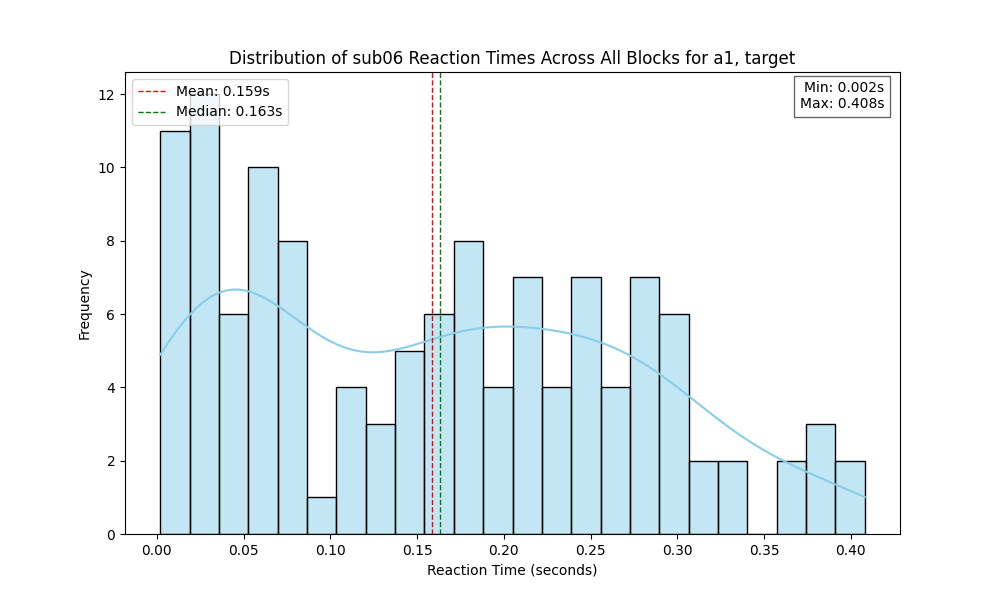 Distribution of sub06 Reaction Times Across All Blocks for a1, target
Mean: 0.159s
Median: 0.163s
Min: 0.002s
Max: 0.408s
12
10
8
6
4
2
0
Frequency
0.00 0.05 0.10 0.15 0.20 0.25 0.30 0.35 0.40
Reaction Time (seconds)